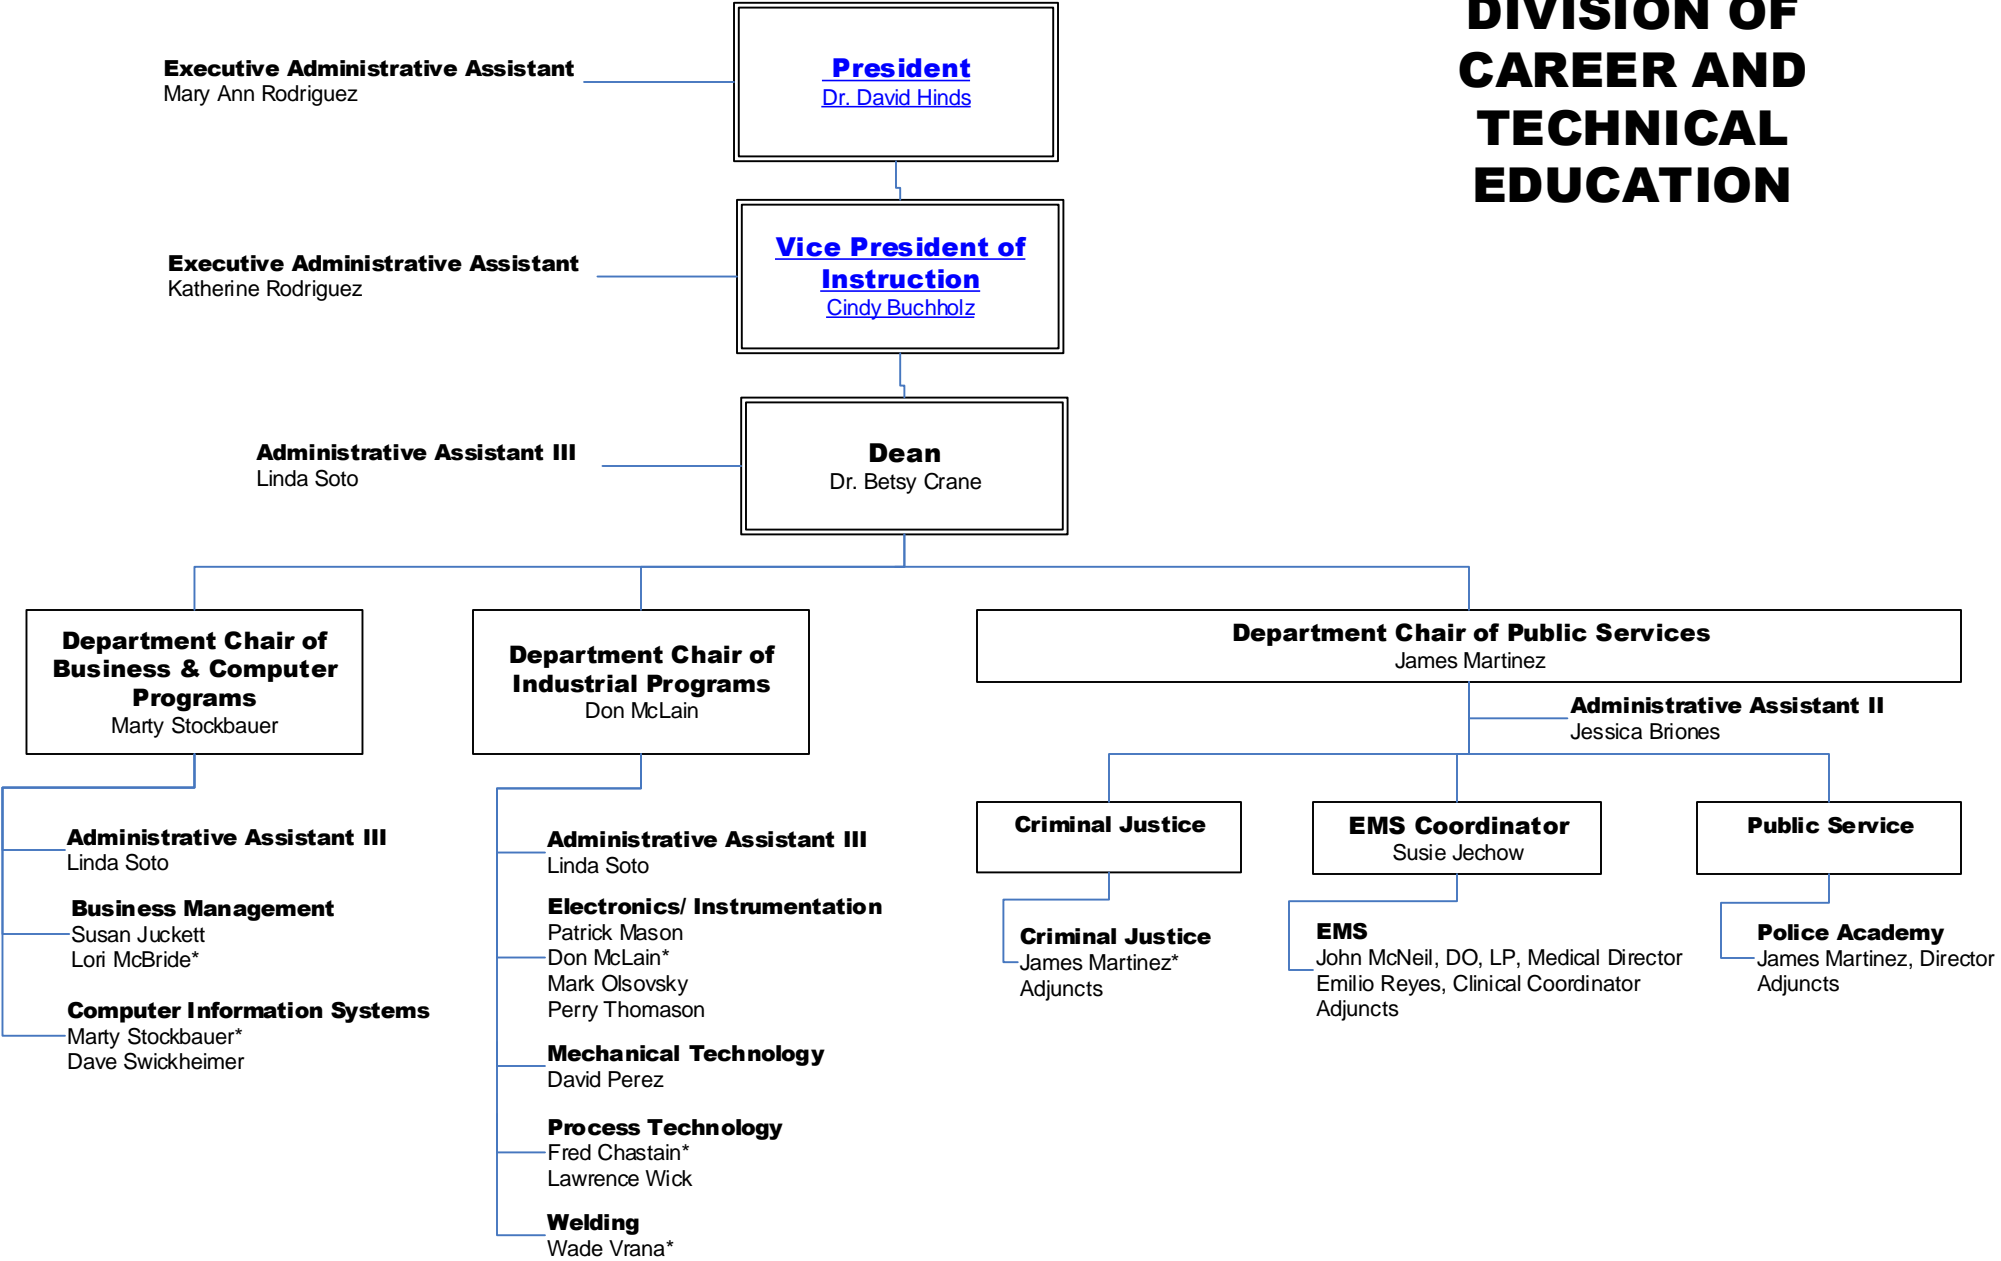 DIVISION OF
CAREER AND
TECHNICAL
EDUCATION
Executive Administrative Assistant
Mary Ann Rodriguez
President
Dr. David Hinds
Executive Administrative Assistant
Katherine Rodriguez
Vice President of
Instruction
Cindy Buchholz
Administrative Assistant III
Linda Soto
Dean
Dr. Betsy Crane
Department Chair of
Business & Computer
Programs
Marty Stockbauer
Administrative Assistant III
Linda Soto
Business Management
Susan Juckett
Lori McBride*
Computer Information Systems
Marty Stockbauer*
Dave Swickheimer
Department Chair of
Industrial Programs
Don McLain
Administrative Assistant III
Linda Soto
Electronics/ Instrumentation
Patrick Mason
Don McLain*
Mark Olsovsky
Perry Thomason
Mechanical Technology
David Perez
Process Technology
Fred Chastain*
Lawrence Wick
Welding
Wade Vrana*
Department Chair of Public Services
James Martinez
Administrative Assistant II
Jessica Briones
Criminal Justice
Criminal Justice
James Martinez*
Adjuncts
EMS Coordinator
Susie Jechow
EMS
John McNeil, DO, LP, Medical Director
Emilio Reyes, Clinical Coordinator
Adjuncts
Public Service
Police Academy
James Martinez, Director
Adjuncts